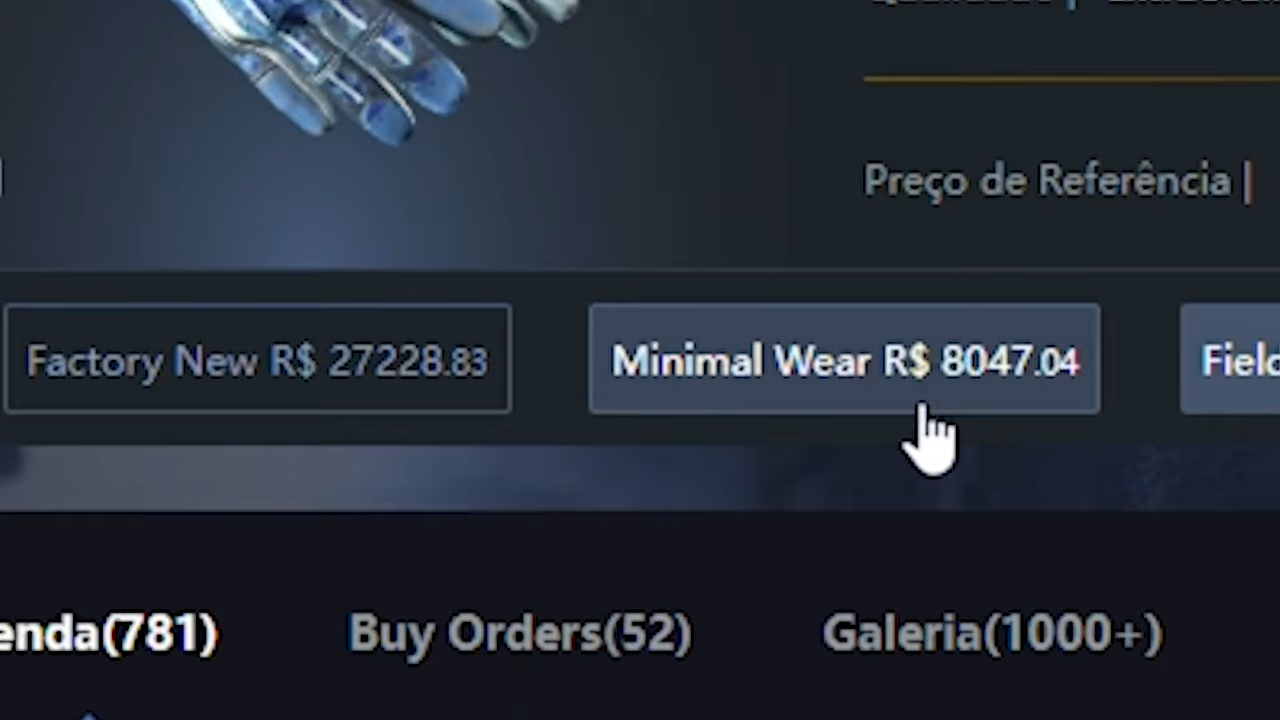 Preço de Referência |
Factory New R$ 27228.83
Minimal Wear R$ 8047.04
enda(781)
Buy Orders(52)
Galeria(1000+)